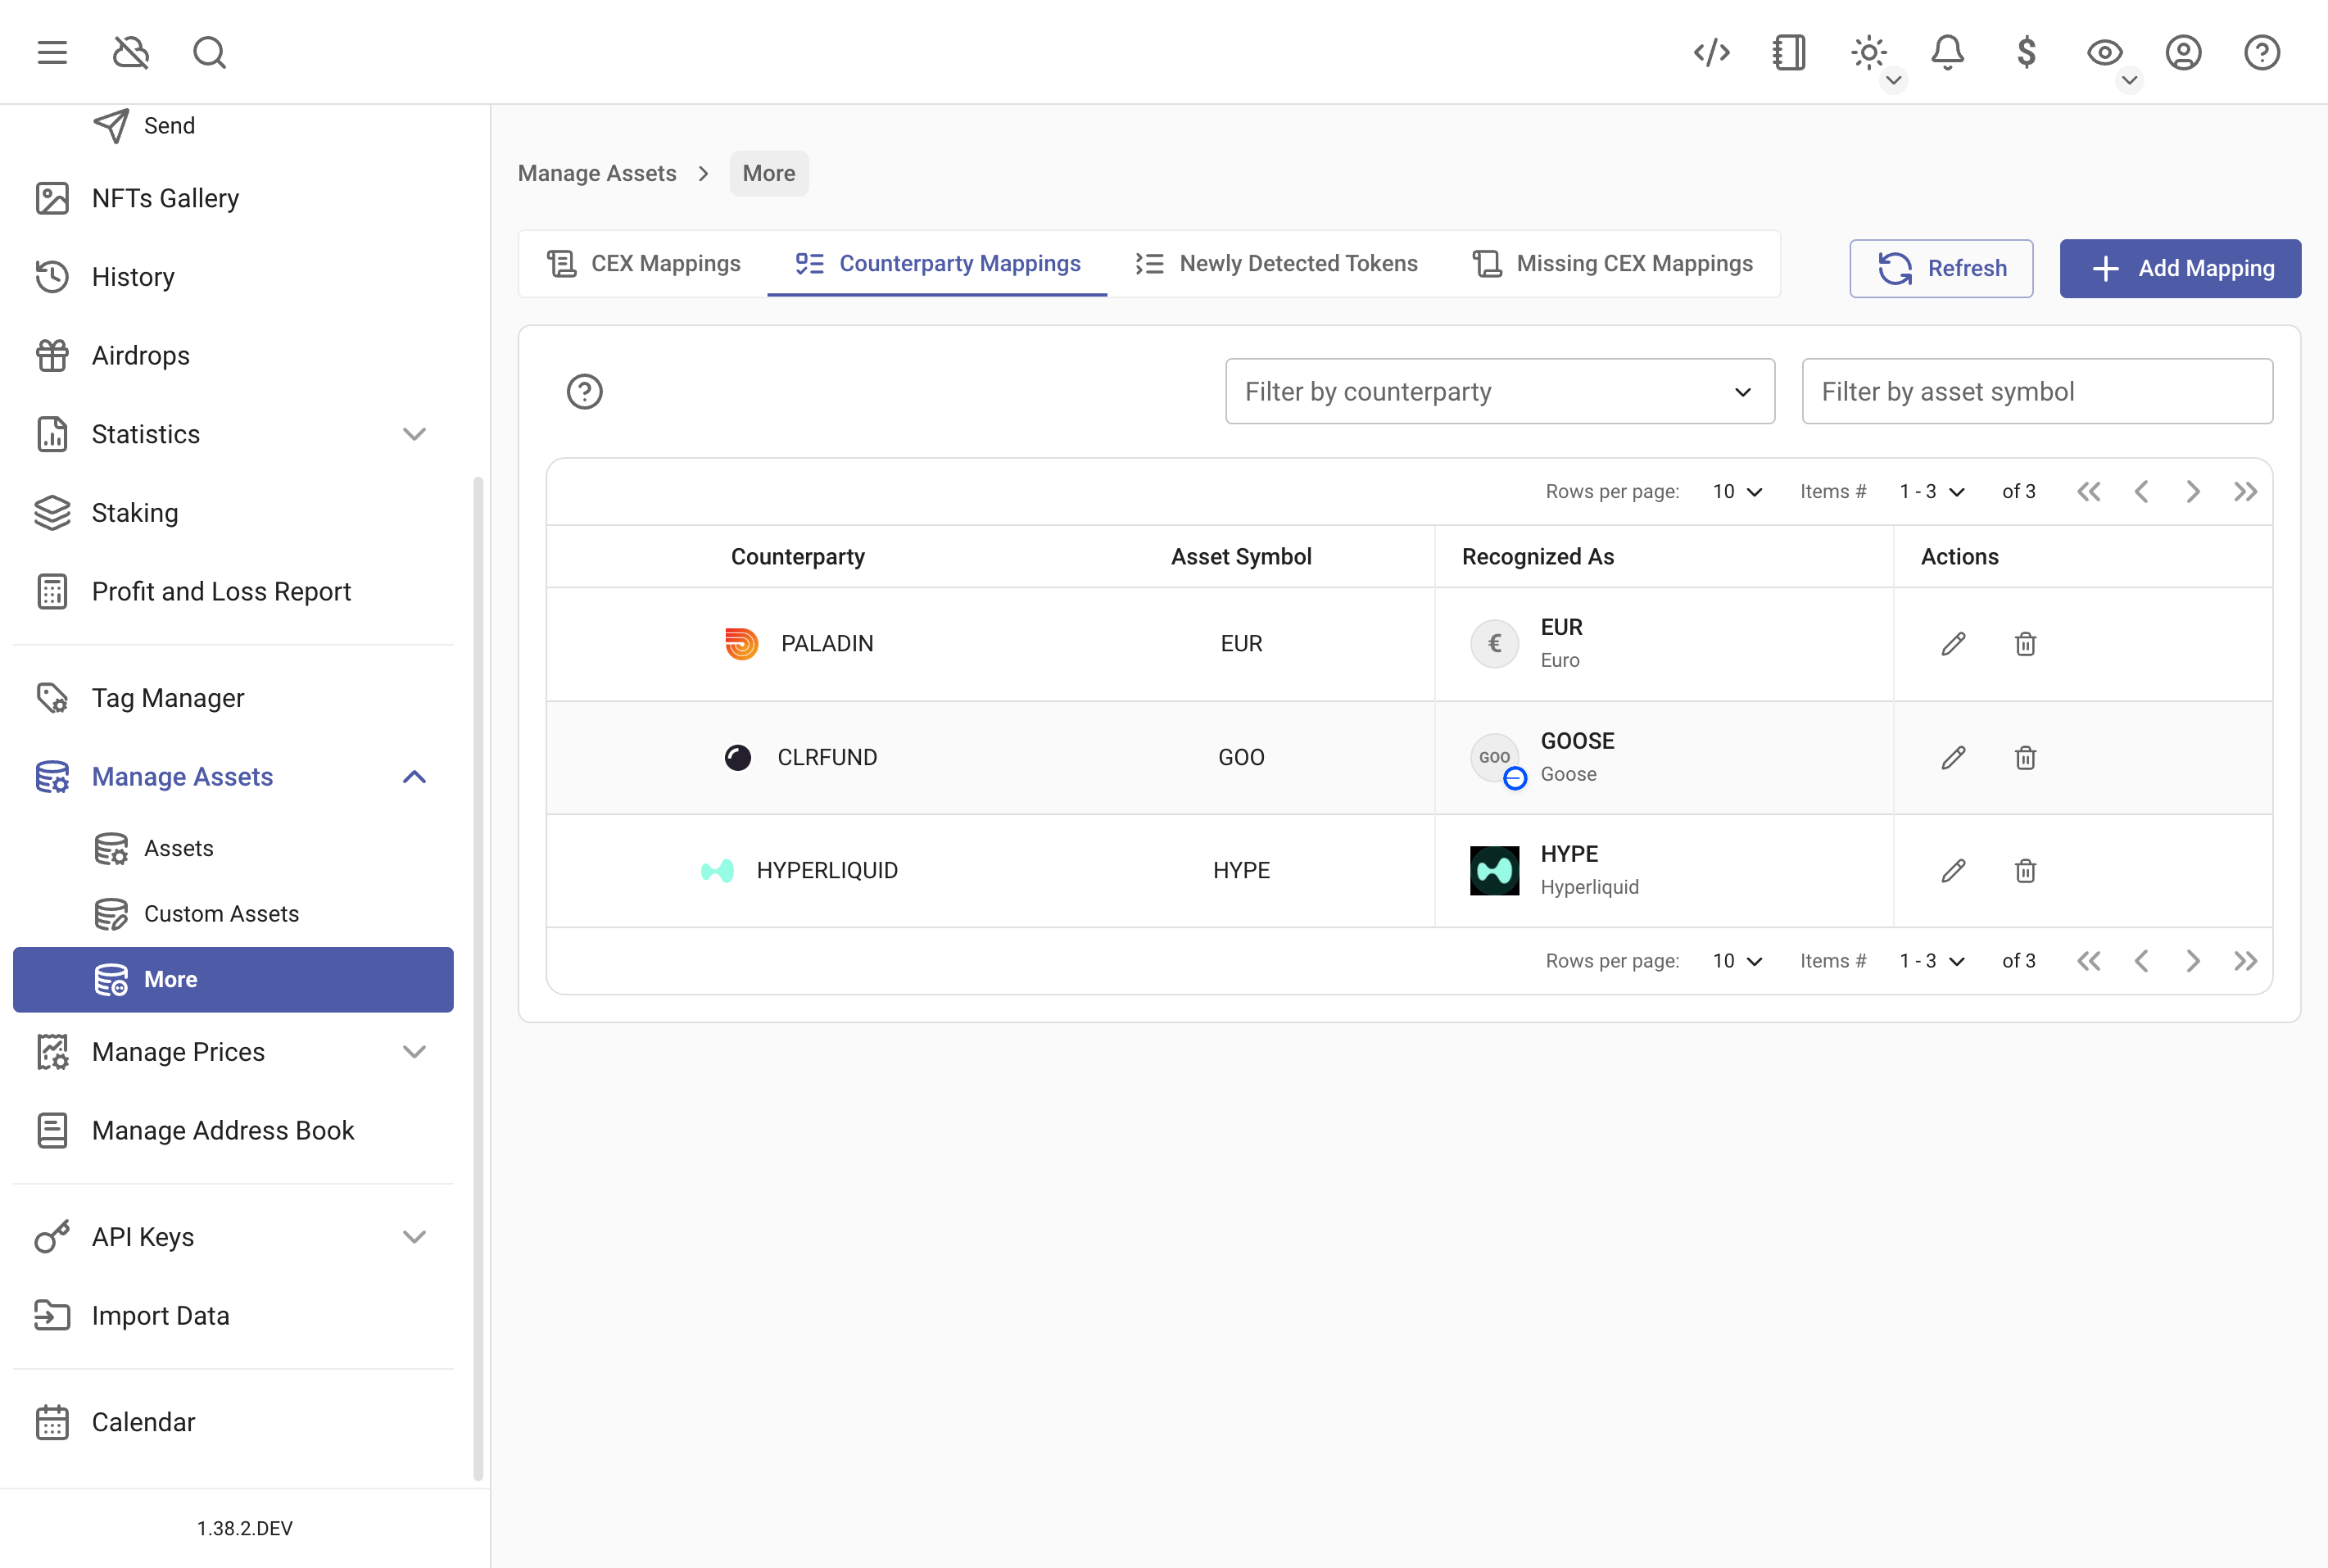 Send
NFTs Gallery
History
Airdrops
Statistics
Staking
Profit and Loss Report
Tag Manager
Manage Assets
Assets
Custom Assets
More
Manage Prices
Manage Address Book
API Keys
Import Data
Calendar
1.38.2.DEV
Manage Assets More
CEX Mappings Counterparty Mappings Newly Detected Tokens Missing CEX Mappings Refresh Add Mapping
Filter by counterparty Filter by asset symbol
Rows per page: 10 Items # 1 - 3 of 3
Counterparty Asset Symbol Recognized As Actions
PALADIN EUR € EUR
Euro
CLRFUND GOO GOO GOOSE
Goose
HYPERLIQUID HYPE HYPE
Hyperliquid
Rows per page: 10 Items # 1 - 3 of 3